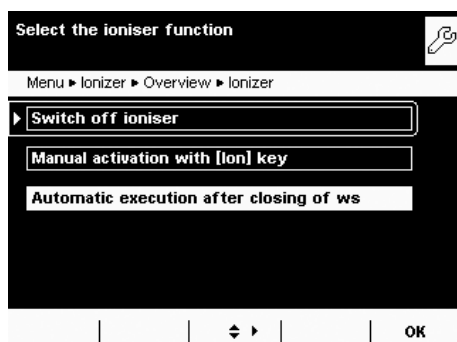 Select the ioniser function
Menu ▸ Ionizer ▸ Overview ▸ Ionizer
Switch off ioniser
Manual activation with [Ion] key
Automatic execution after closing of ws
OK